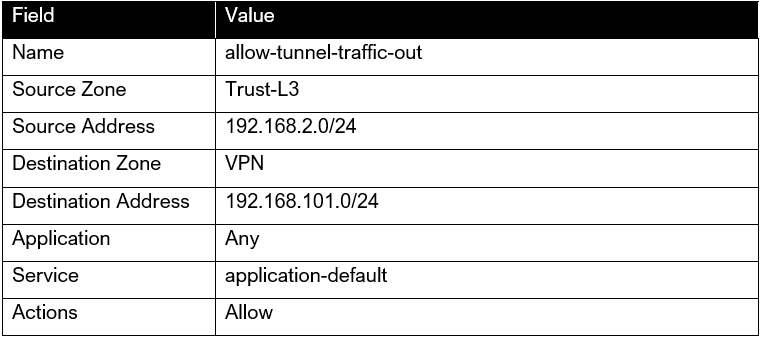 Field Value
Name allow-tunnel-traffic-out
Source Zone Trust-L3
Source Address 192.168.2.0/24
Destination Zone VPN
Destination Address 192.168.101.0/24
Application Any
Service application-default
Actions Allow